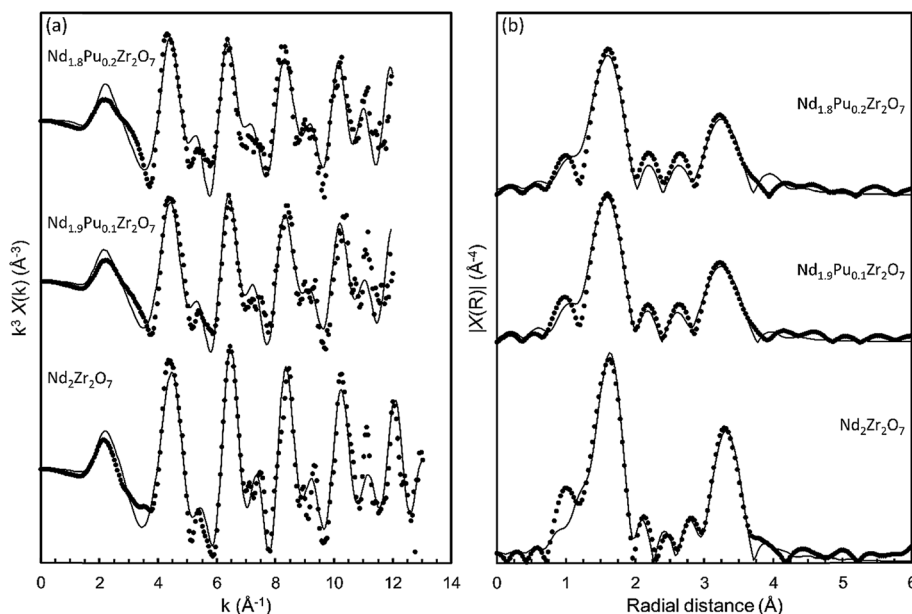 (a)
Nd1.8Pu0.2Zr2O7
Nd1.9Pu0.1Zr2O7
Nd2Zr2O7
k³ X(k) (Å⁻³)
0 2 4 6 8 10 12 14
k (Å⁻¹)
(b)
Nd1.8Pu0.2Zr2O7
Nd1.9Pu0.1Zr2O7
Nd2Zr2O7
|X(R)| (Å⁻⁴)
0 1 2 3 4 5 6
Radial distance (Å)